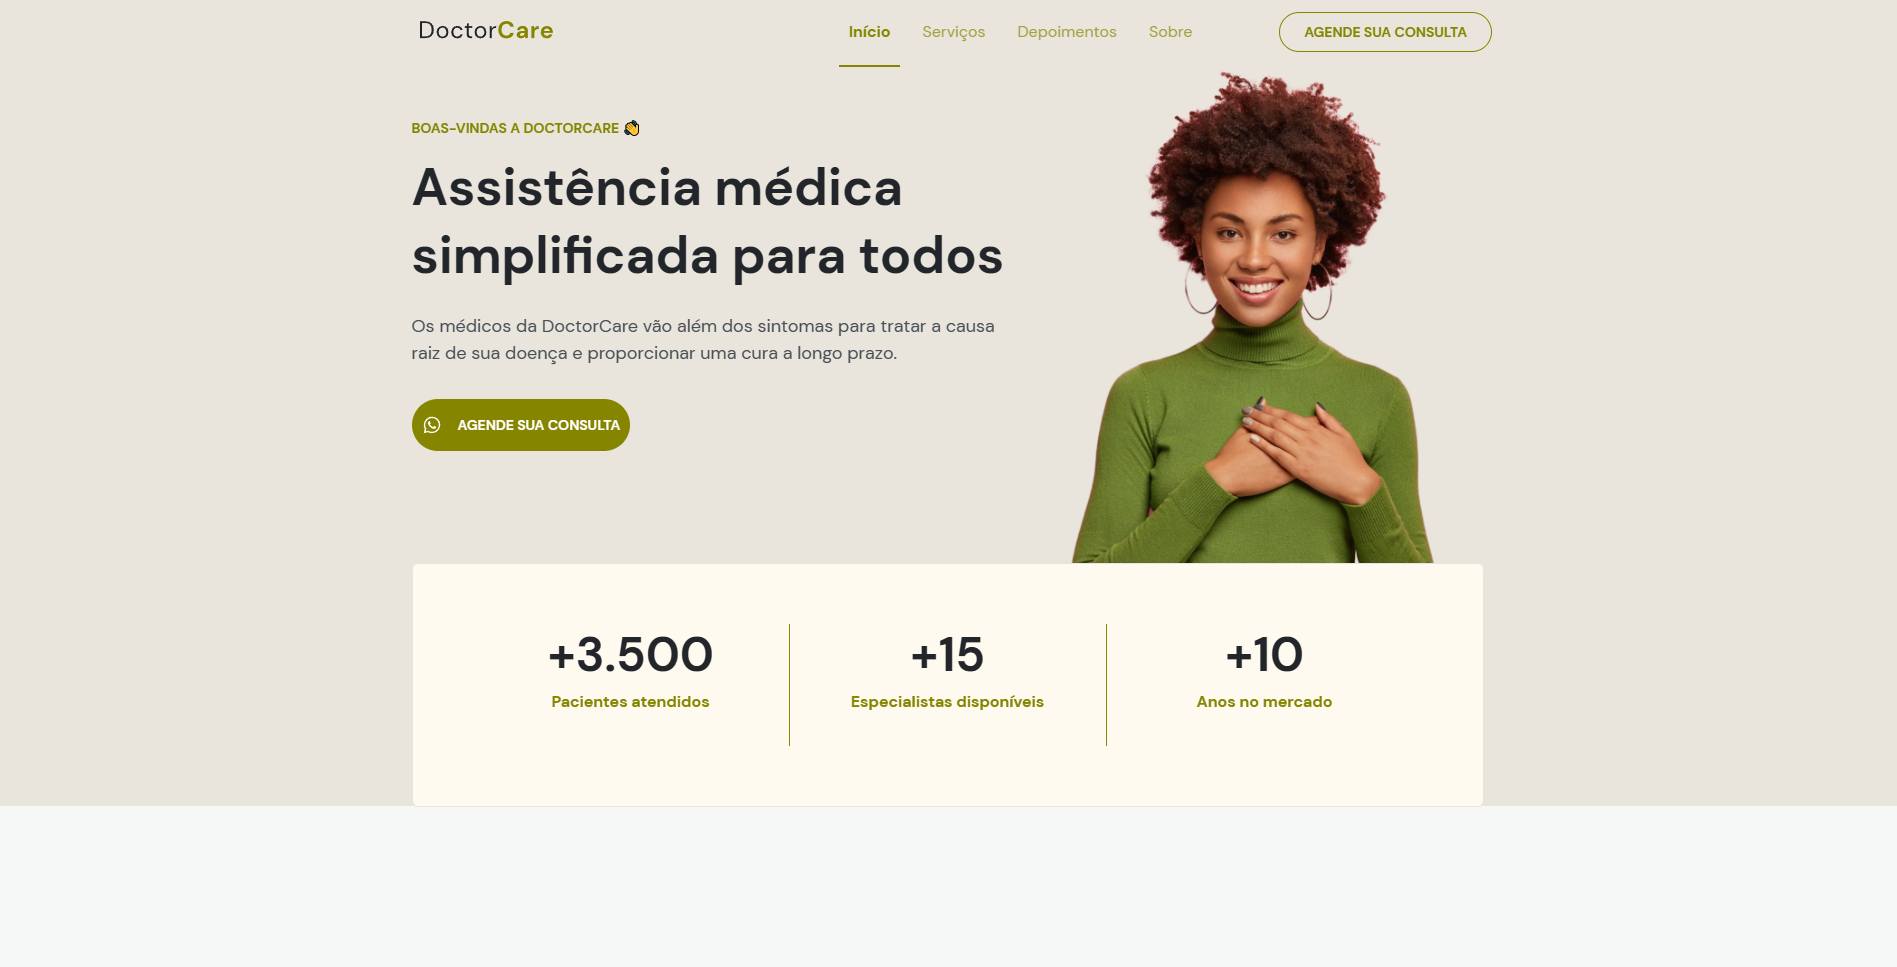 DoctorCare
Início
Serviços
Depoimentos
Sobre
AGENDE SUA CONSULTA
BOAS-VINDAS A DOCTORCARE 👏
Assistência médica
simplificada para todos
Os médicos da DoctorCare vão além dos sintomas para tratar a causa
raiz de sua doença e proporcionar uma cura a longo prazo.
AGENDE SUA CONSULTA
+3.500
Pacientes atendidos
+15
Especialistas disponíveis
+10
Anos no mercado